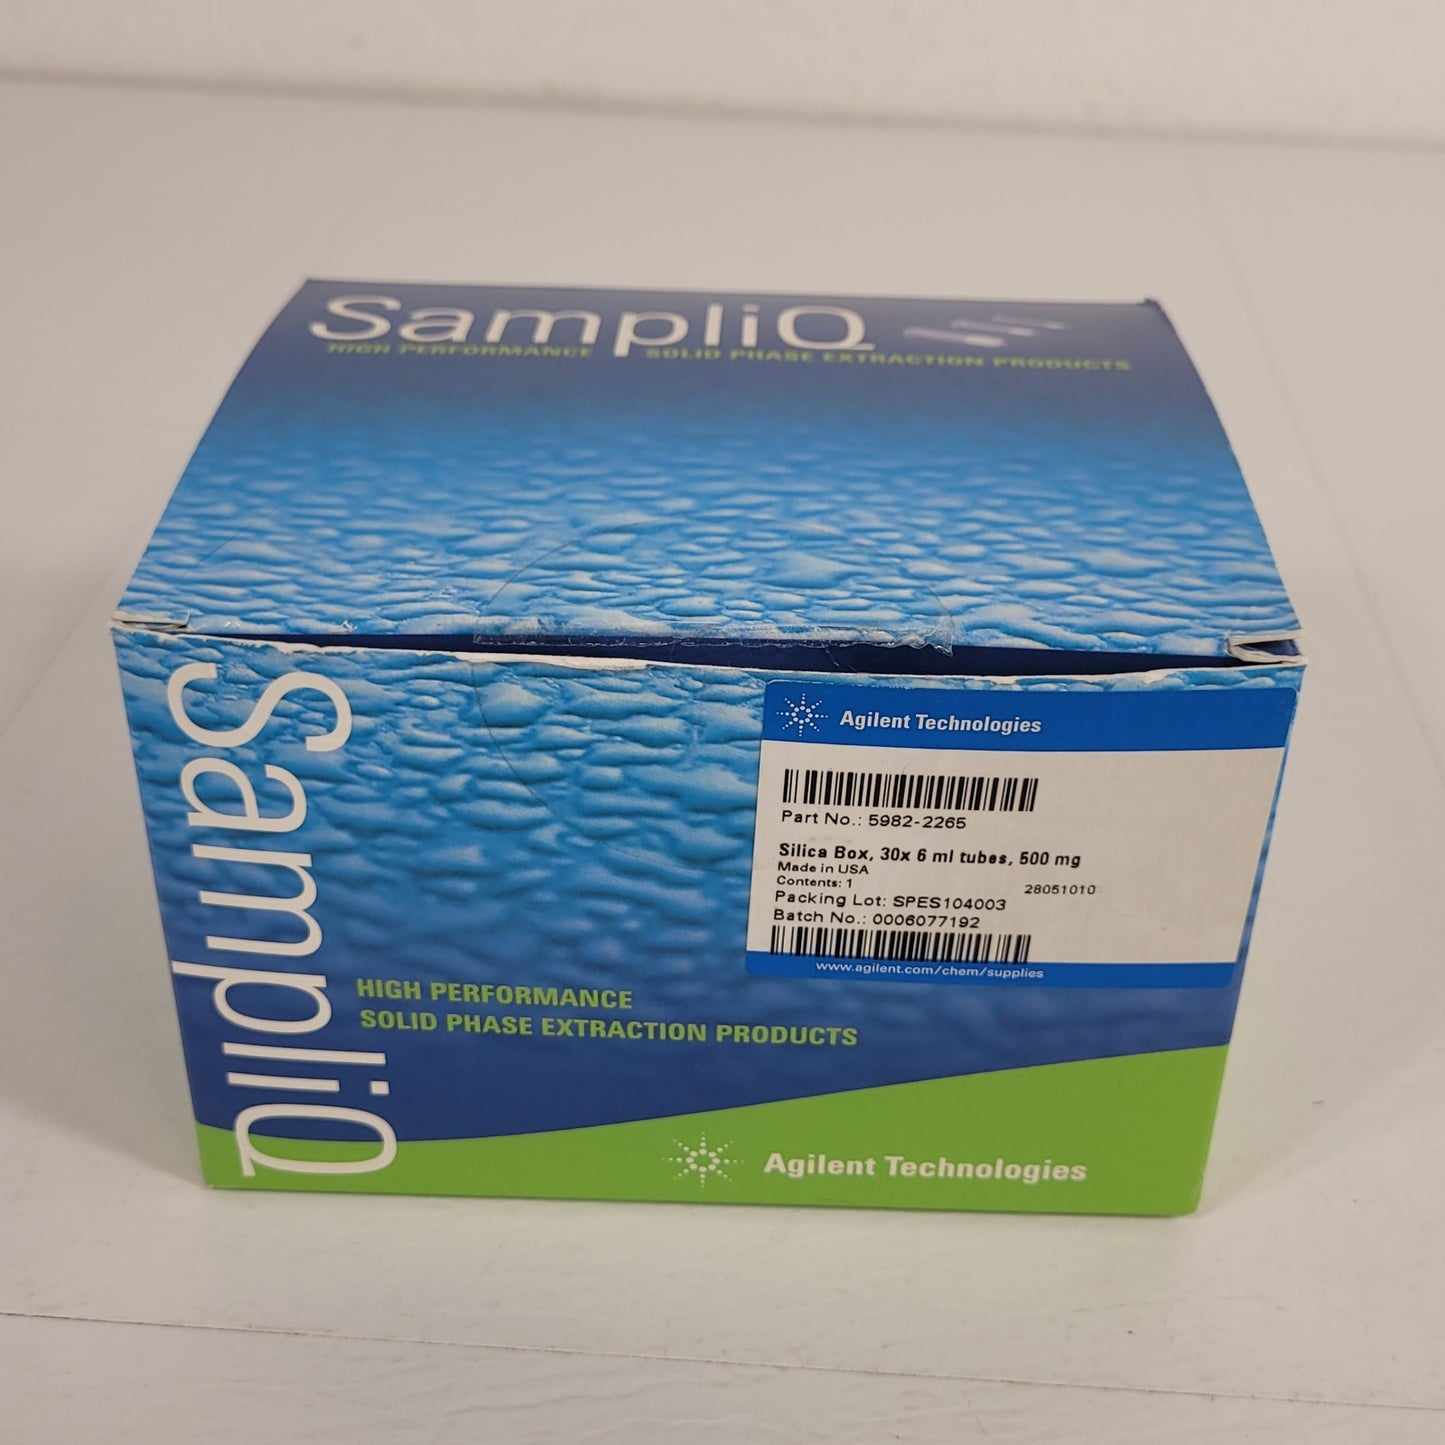 SampliQ
HIGH PERFORMANCE SOLID PHASE EXTRACTION PRODUCTS
SampliQ
Agilent Technologies
Part No.: 5982-2265
Silica Box, 30x 6 ml tubes, 500 mg
Made in USA
Contents: 1
28051010
Packing Lot: SPES104003
Batch No.: 0006077192
www.agilent.com/chem/supplies
HIGH PERFORMANCE
SOLID PHASE EXTRACTION PRODUCTS
Agilent Technologies